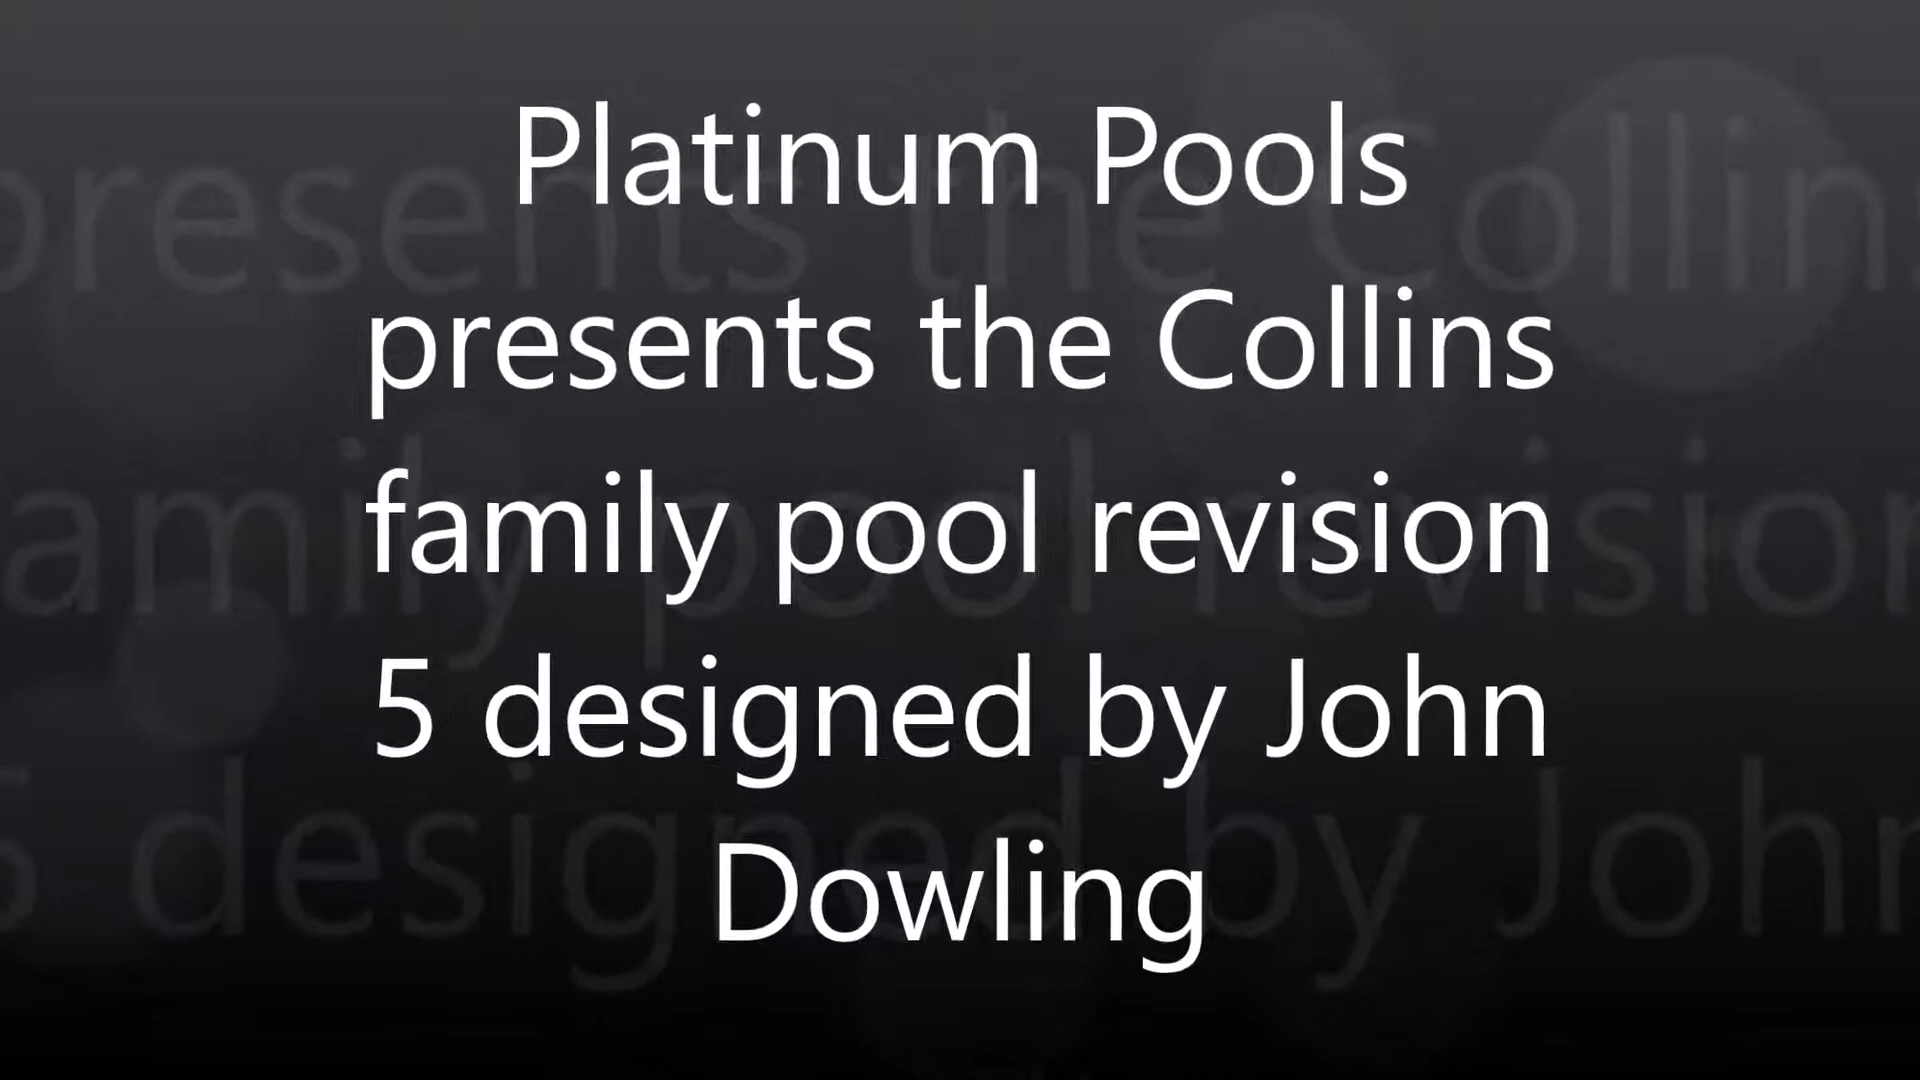 Platinum Pools
presents the Collins
family pool revision
5 designed by John
Dowling